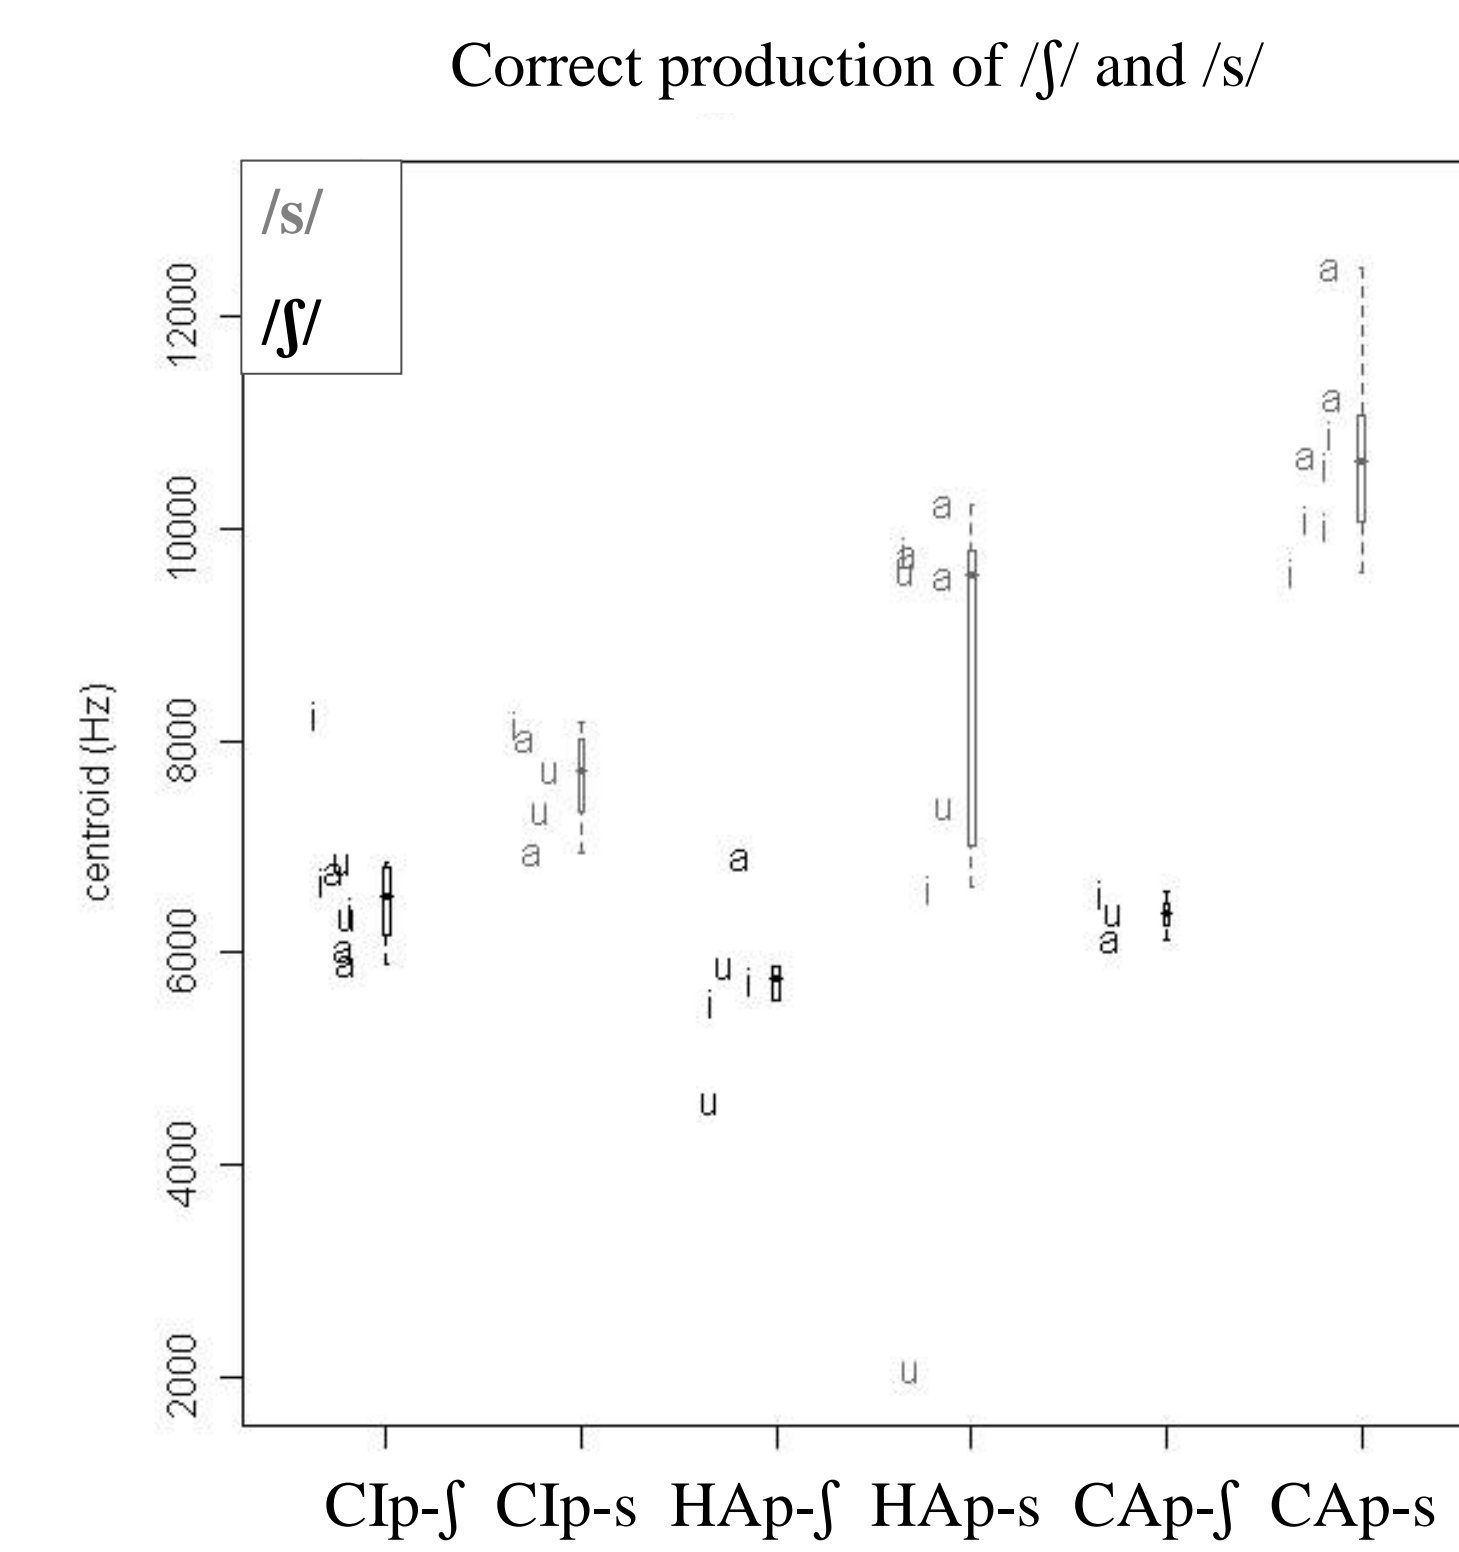 Correct production of /ʃ/ and /s/
/s/
/ʃ/
centroid (Hz)
12000
10000
8000
6000
4000
2000
a
a
i
a
i
i
i
i
a
i
a
u
a
u
i
u
i
i
a
u
u
a
i
u
a
i
u
i
a
a
a
u
i
i
u
i
u
a
CIp-ʃ CIp-s HAp-ʃ HAp-s CAp-ʃ CAp-s